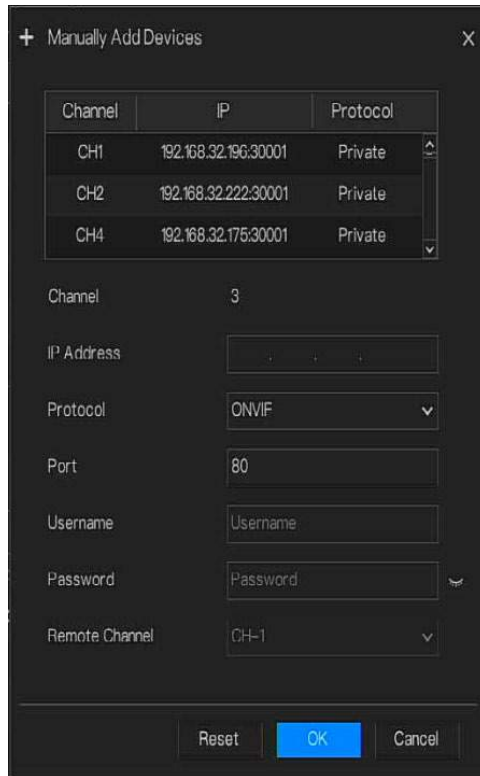 + Manually Add Devices X
Channel IP Protocol
CH1 192.168.32.196:30001 Private
CH2 192.168.32.222:30001 Private
CH4 192.168.32.175:30001 Private
Channel 3
IP Address . . .
Protocol ONVIF
Port 80
Username Username
Password Password
Remote Channel CH-1
Reset OK Cancel